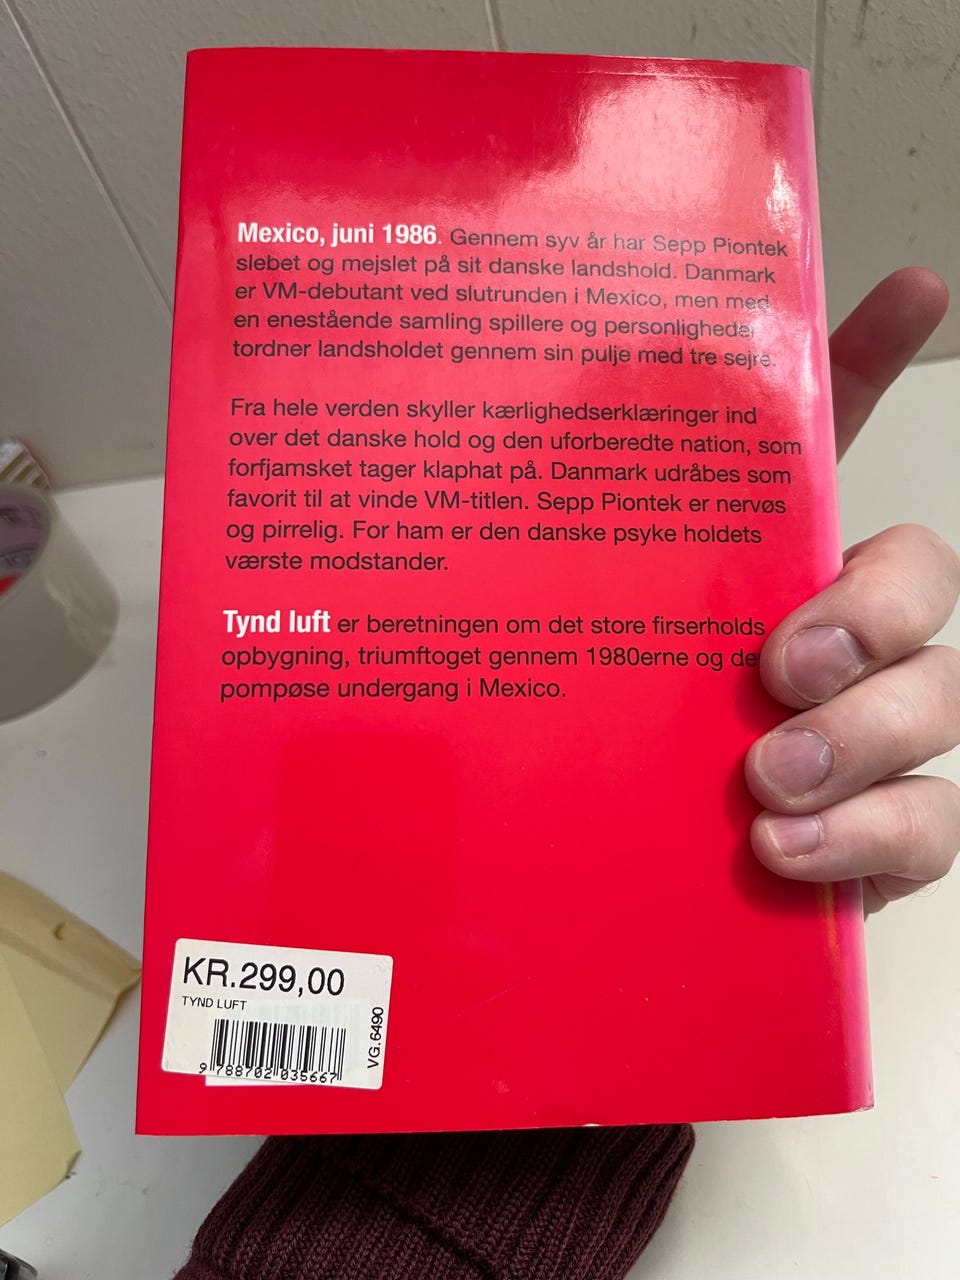 Mexico, juni 1986. Gennem syv år har Sepp Piontek
slebet og mejslet på sit danske landshold. Danmark
er VM-debutant ved slutrunden i Mexico, men med
en enestående samling spillere og personligheder
tordner landsholdet gennem sin pulje med tre sejre.
Fra hele verden skyller kærlighedserklæringer ind
over det danske hold og den uforberedte nation, som
forfjamsket tager klaphat på. Danmark udråbes som
favorit til at vinde VM-titlen. Sepp Piontek er nervøs
og pirrelig. For ham er den danske psyke holdets
værste modstander.
Tynd luft er beretningen om det store firserholds
opbygning, triumftoget gennem 1980erne og
pompøse undergang i Mexico.
KR.299,00
TYND LUFT
VG.6490
9 788702 035667